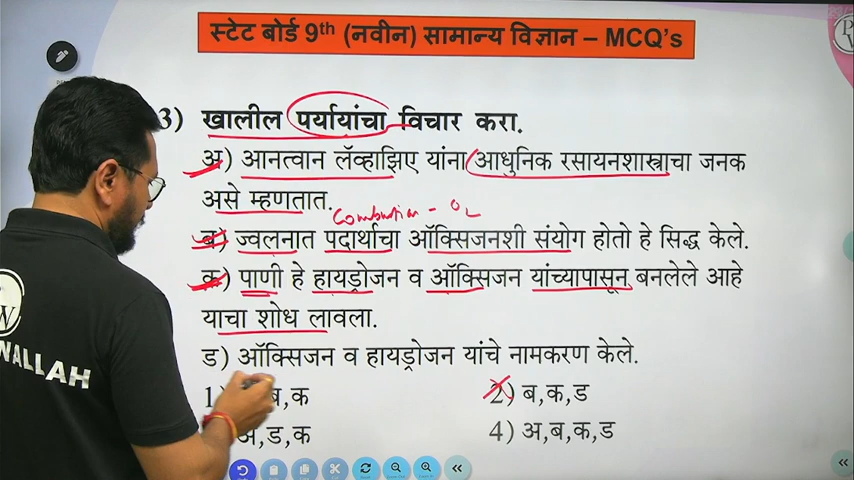 स्टेट बोर्ड 9th (नवीन) सामान्य विज्ञान – MCQ's
3) खालील पर्यायांचा विचार करा.
अ) आनत्वान लॅव्हाझिए यांना आधुनिक रसायनशास्त्राचा जनक
असे म्हणतात.
Combustion - O2
ब) ज्वलनात पदार्थाचा ऑक्सिजनशी संयोग होतो हे सिद्ध केले.
क) पाणी हे हायड्रोजन व ऑक्सिजन यांच्यापासून बनलेले आहे
याचा शोध लावला.
ड) ऑक्सिजन व हायड्रोजन यांचे नामकरण केले.
1) ब,क
2) ब,क,ड
अ,ड,क
4) अ,ब,क,ड
WALLAH